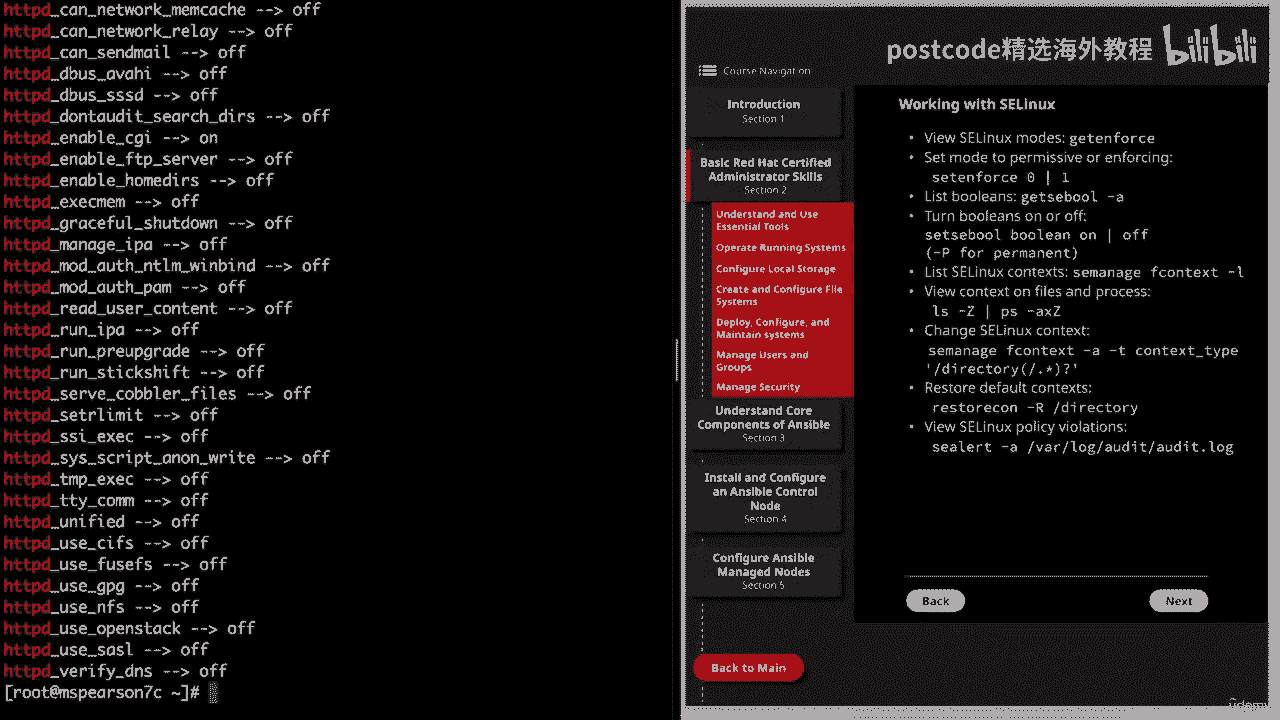 httpd_can_network_memcache --> off
httpd_can_network_relay --> off
httpd_can_sendmail --> off
httpd_dbus_avahi --> off
httpd_dbus_sssd --> off
httpd_dontaudit_search_dirs --> off
httpd_enable_cgi --> on
httpd_enable_ftp_server --> off
httpd_enable_homedirs --> off
httpd_execmem --> off
httpd_graceful_shutdown --> off
httpd_manage_ipa --> off
httpd_mod_auth_ntlm_winbind --> off
httpd_mod_auth_pam --> off
httpd_read_user_content --> off
httpd_run_ipa --> off
httpd_run_preupgrade --> off
httpd_run_stickshift --> off
httpd_serve_cobbler_files --> off
httpd_setrlimit --> off
httpd_ssi_exec --> off
httpd_sys_script_anon_write --> off
httpd_tmp_exec --> off
httpd_tty_comm --> off
httpd_unified --> off
httpd_use_cifs --> off
httpd_use_fusefs --> off
httpd_use_gpg --> off
httpd_use_nfs --> off
httpd_use_openstack --> off
httpd_use_sasl --> off
httpd_verify_dns --> off
[root@mspearson7c ~]#
postcode精选海外教程 bilibili
Course Navigation
Introduction
Section 1
Basic Red Hat Certified
Administrator Skills
Section 2
Understand and Use
Essential Tools
Operate Running Systems
Configure Local Storage
Create and Configure File
Systems
Deploy, Configure, and
Maintain systems
Manage Users and
Groups
Manage Security
Understand Core
Components of Ansible
Section 3
Install and Configure
an Ansible Control
Node
Section 4
Configure Ansible
Managed Nodes
Section 5
Back to Main
Working with SELinux
• View SELinux modes: getenforce
• Set mode to permissive or enforcing:
setenforce 0 | 1
• List booleans: getsebool -a
• Turn booleans on or off:
setsebool boolean on | off
(-P for permanent)
• List SELinux contexts: semanage fcontext -l
• View context on files and process:
ls -Z | ps -axZ
• Change SELinux context:
semanage fcontext -a -t context_type
'/directory(/.*)?'
• Restore default contexts:
restorecon -R /directory
• View SELinux policy violations:
sealert -a /var/log/audit/audit.log
Back
Next
udemy